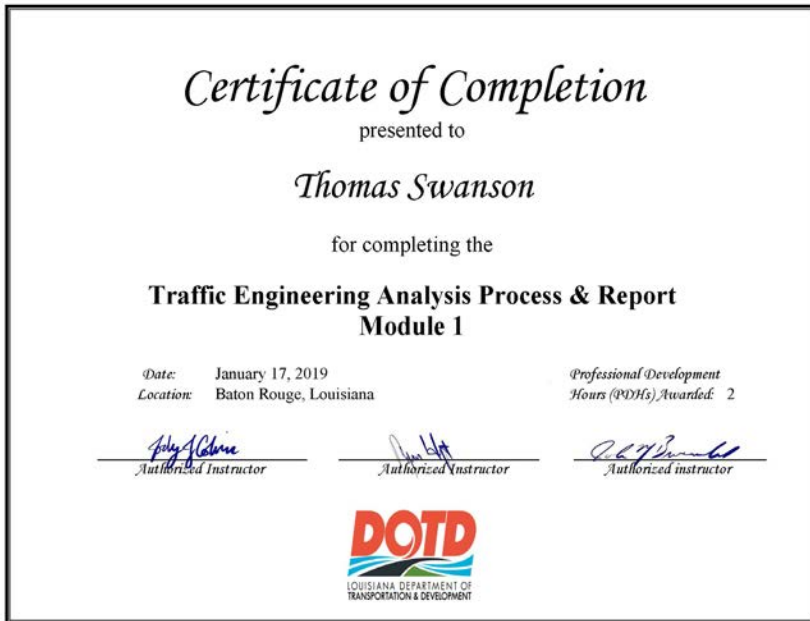 Certificate of Completion
presented to
Thomas Swanson
for completing the
Traffic Engineering Analysis Process & Report
Module 1
Date: January 17, 2019
Location: Baton Rouge, Louisiana
Professional Development
Hours (PDHs) Awarded: 2
Authorized Instructor
Authorized Instructor
Authorized instructor
DOTD
LOUISIANA DEPARTMENT OF
TRANSPORTATION & DEVELOPMENT